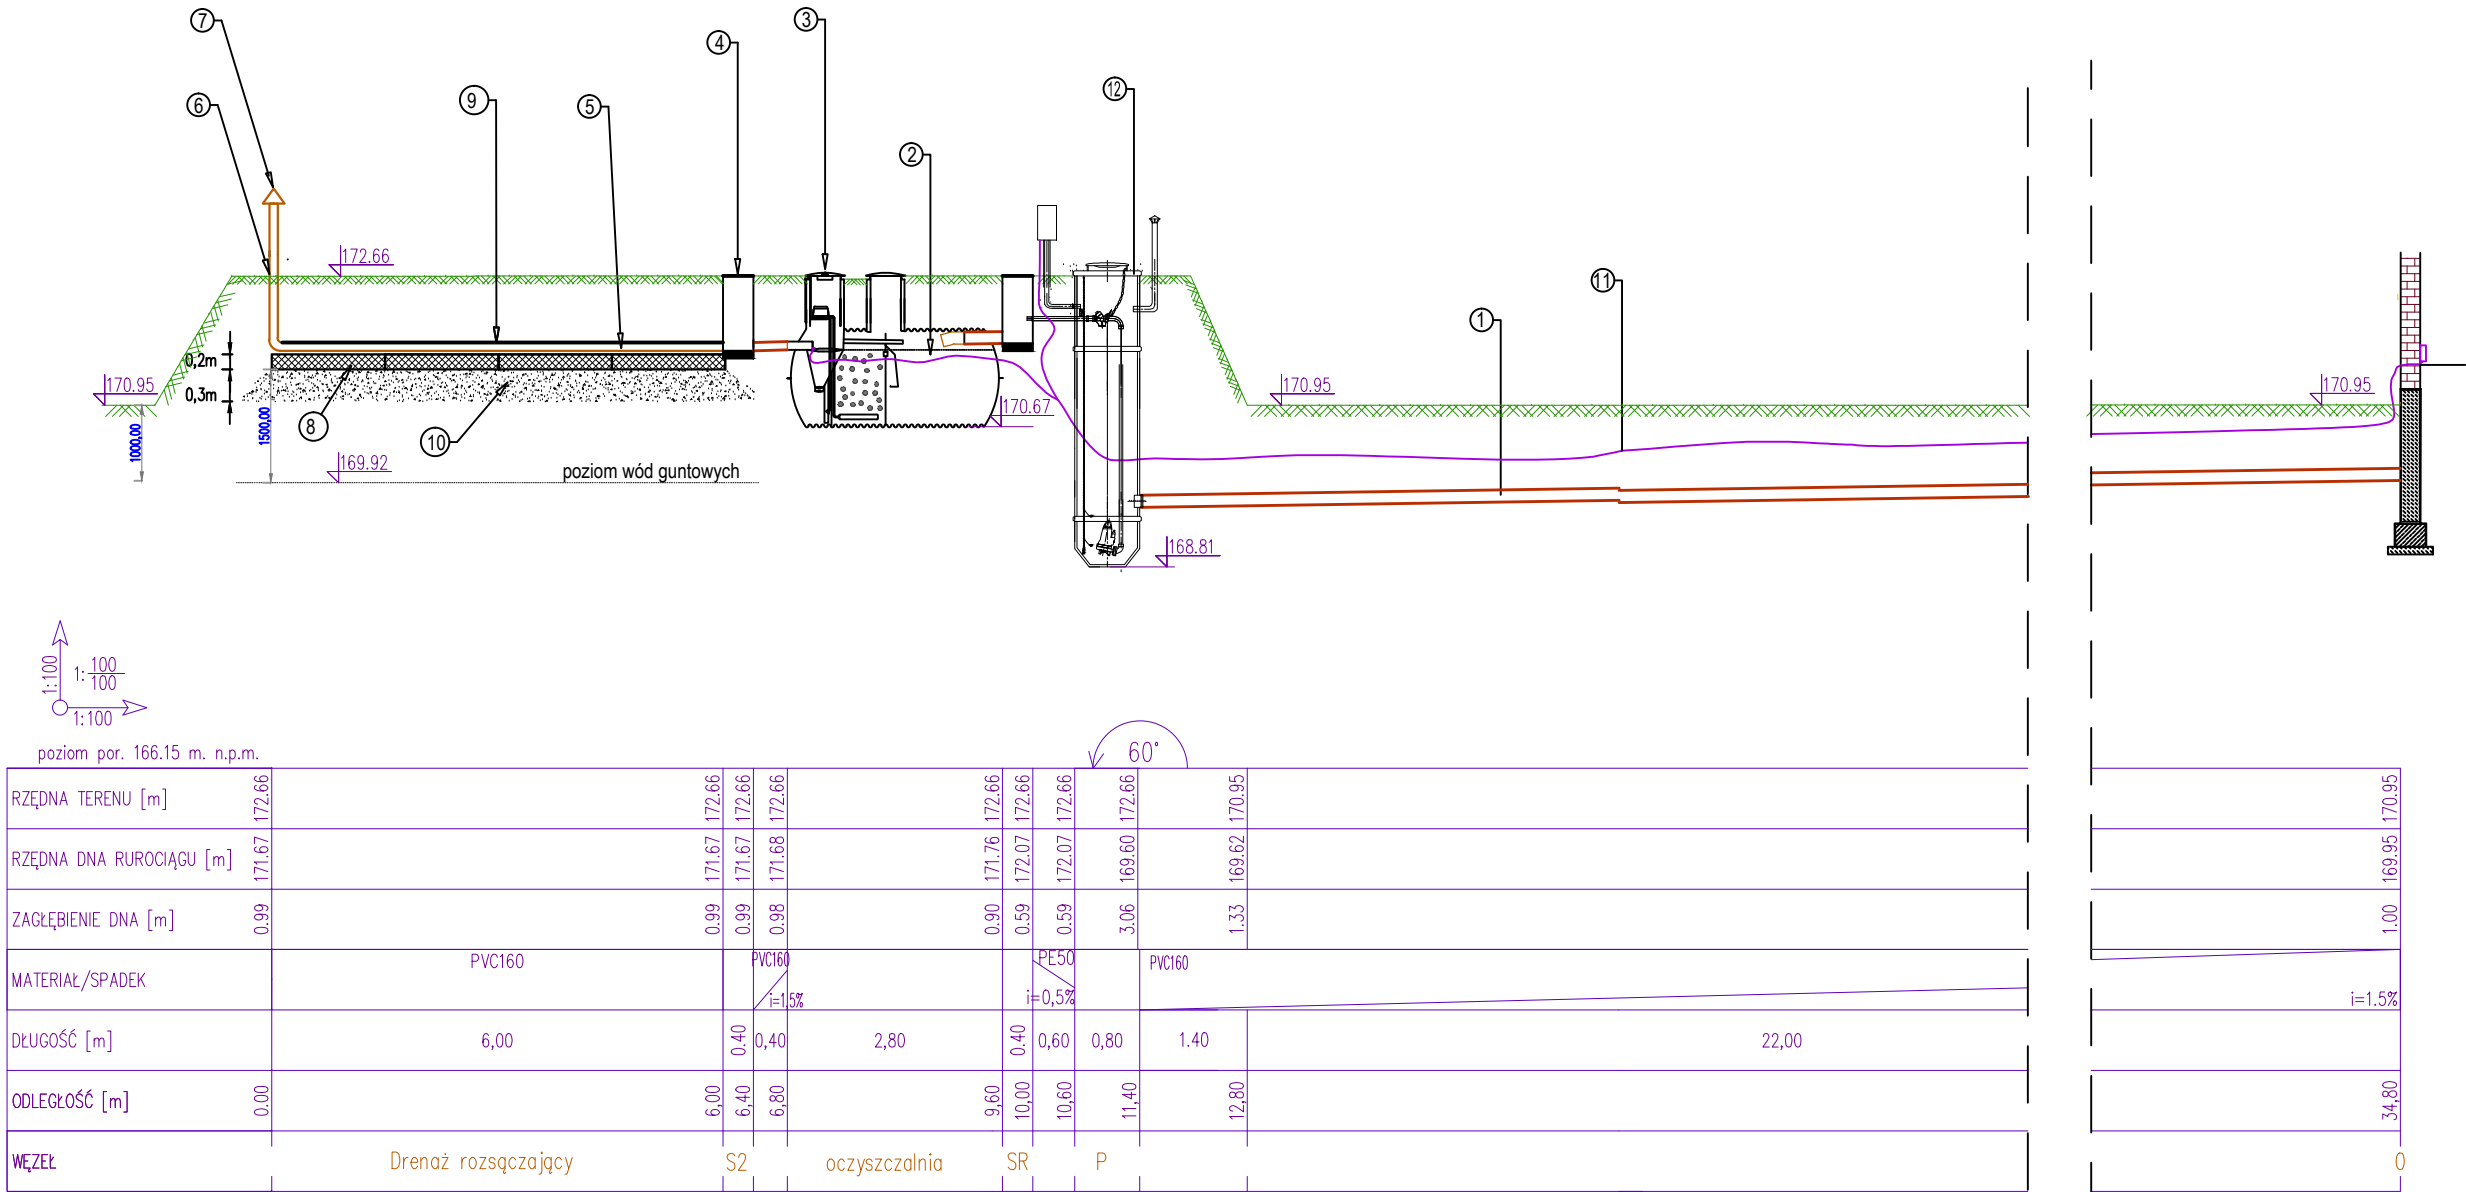 7
3
4
6
9
5
12
2
172.66
11
1
0,2m
170.95
0,3m
170.95
170.95
170.67
1000,00
1500,00
8
10
169.92
poziom wód guntowych
168.81
1:100
1: 100
100
1:100
60°
poziom por. 166.15 m. n.p.m.
RZĘDNA TERENU [m] 172.66 172.66 172.66 172.66 172.66 172.66 172.66 172.66 170.95 170.95
RZĘDNA DNA RUROCIĄGU [m] 171.67 171.67 171.67 171.68 171.76 172.07 172.07 169.60 169.62 169.95
ZAGŁĘBIENIE DNA [m] 0.99 0.99 0.99 0.98 0.90 0.59 0.59 3.06 1.33 1.00
MATERIAŁ/SPADEK PVC160 PVC160 i=1.5% PE50 i=0,5% PVC160 i=1.5%
DŁUGOŚĆ [m] 6,00 0.40 0,40 2,80 0.40 0,60 0,80 1.40 22,00
ODLEGŁOŚĆ [m] 0.00 6,00 6,40 6,80 9,60 10,00 10,60 11,40 12,80 34,80
WĘZEŁ Drenaż rozsączający S2 oczyszczalnia SR P 0